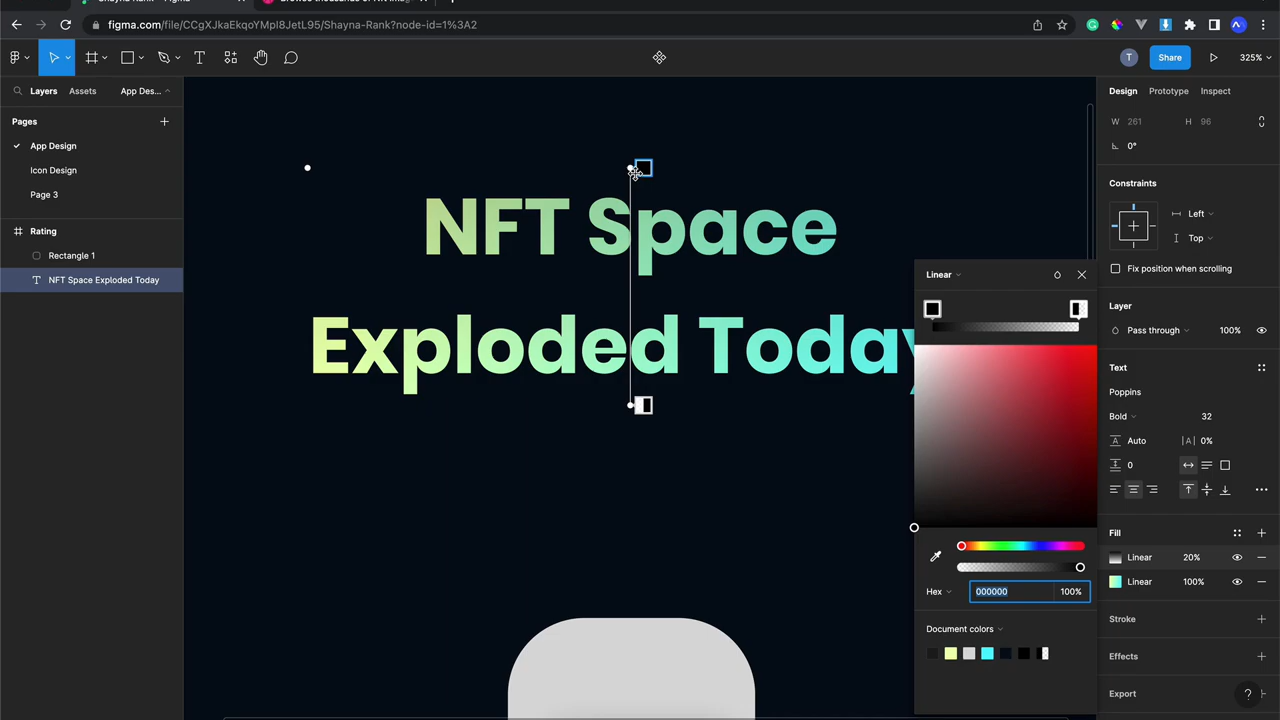 figma.com/file/CCgXJkaEkqoYMpl8JetL95/Shayna-Rank?node-id=1%3A2
T
Share
325%
Layers
Assets
App Des...
Design
Prototype
Inspect
Pages
W 261 H 96
App Design
0°
Icon Design
Page 3
Constraints
Left
Rating
Top
Rectangle 1
Fix position when scrolling
NFT Space Exploded Today
NFT Space
Exploded Today
Linear
Layer
Pass through 100%
Text
Poppins
Bold 32
Auto 0%
0
Fill
Linear 20%
Linear 100%
Hex 000000 100%
Stroke
Document colors
Effects
Export
?